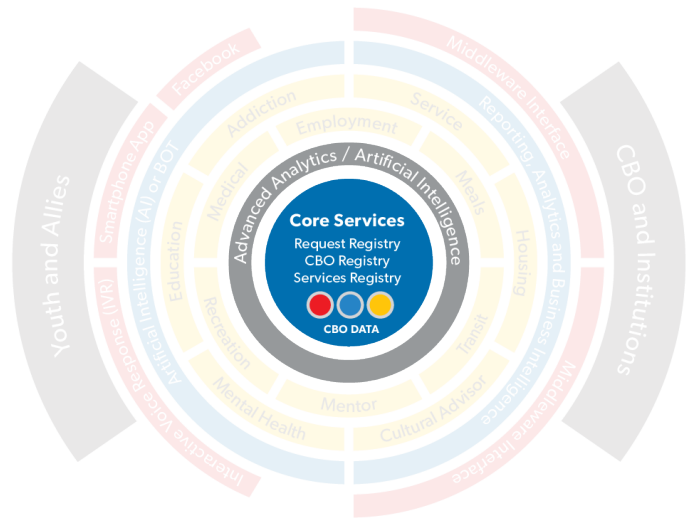 Facebook
Smartphone App
Interactive Voice Response (IVR)
Middleware Interface
Middleware Interface
Youth and Allies
CBO and Institutions
Artificial Intelligence (AI) or BOT
Reporting, Analytics and Business Intelligence
Addiction
Service
Employment
Medical
Meals
Education
Housing
Recreation
Transit
Mental Health
Mentor
Cultural Advisor
Advanced Analytics / Artificial Intelligence
Core Services
Request Registry
CBO Registry
Services Registry
CBO DATA